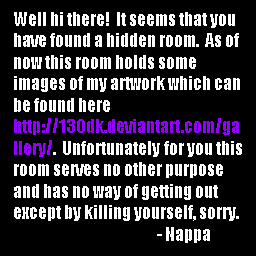 Well hi there!  It seems that you
have found a hidden room.  As of
now this room holds some
images of my artwork which can
be found here
http://130dk.deviantart.com/ga
llery/.  Unfortunately for you this
room serves no other purpose
and has no way of getting out
except by killing yourself, sorry.
- Nappa